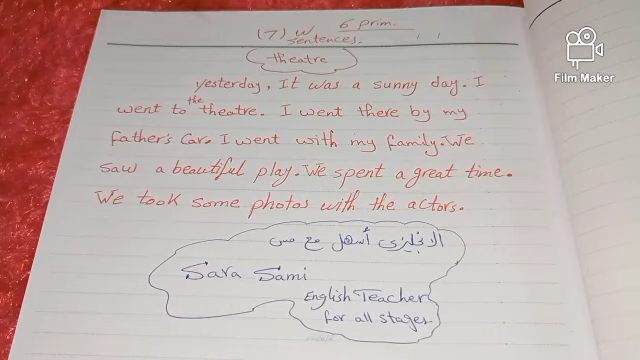 (7) w 6 prim.
sentences.
theatre
yesterday, It was a sunny day. I
went to the theatre. I went there by my
Father's Car. I went with my family. We
saw a beautiful play. We spent a great time.
We took some photos with the actors.
الانجليزى أسهل مع مس
Sara Sami
English Teacher
for all stages.
Film Maker